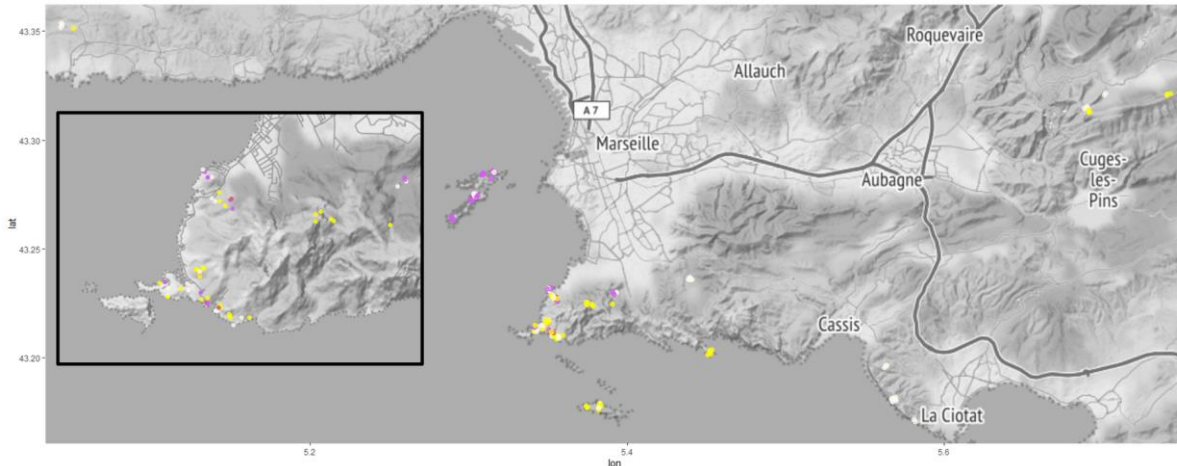 43.35
Roquevaire
Allauch
A 7
43.30
Marseille
Cuges-
les-
Pins
Aubagne
lat
43.25
Cassis
43.20
La Ciotat
5.2
5.4
5.6
lon